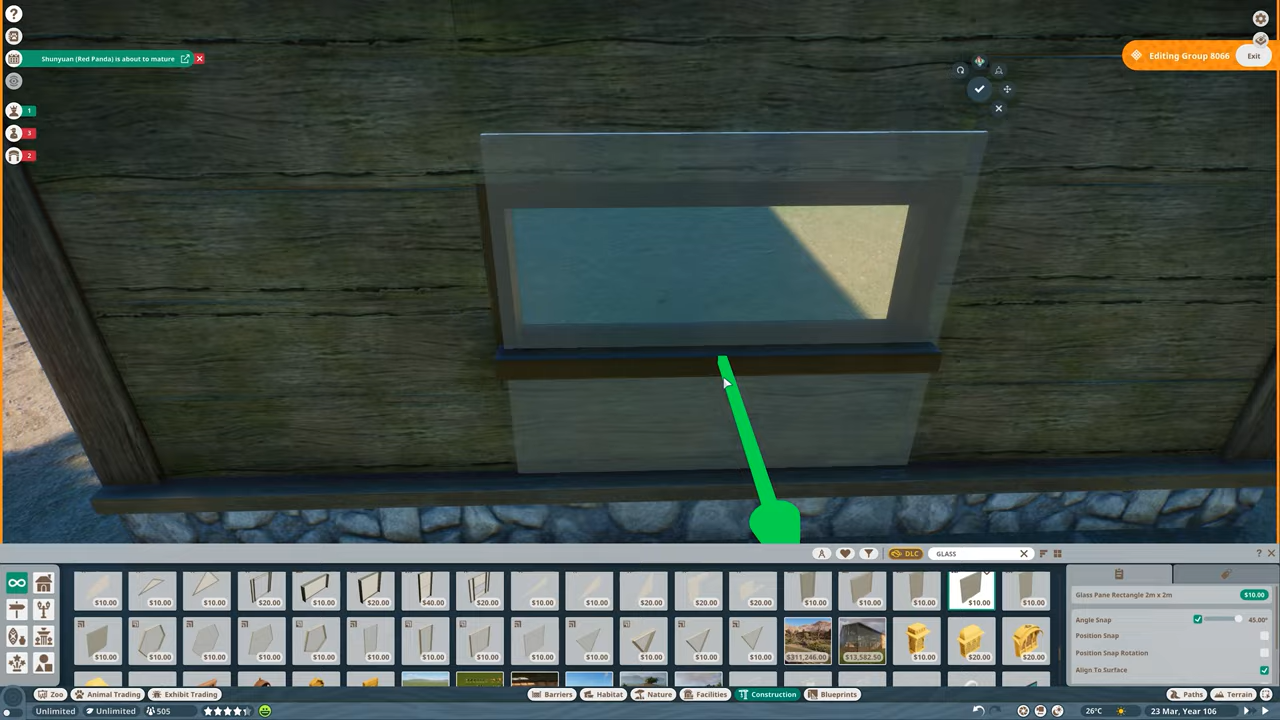 ?
Shunyuan (Red Panda) is about to mature
Editing Group 8066
Exit
1
3
2
DLC
GLASS
?
$10.00 $10.00 $10.00 $20.00 $10.00 $20.00 $40.00 $20.00 $10.00 $10.00 $20.00 $20.00 $20.00 $10.00 $10.00 $10.00 $10.00 $10.00
$10.00 $10.00 $10.00 $10.00 $10.00 $10.00 $10.00 $10.00 $10.00 $10.00 $10.00 $10.00 $10.00 $311,246.00 $13,582.50 $10.00 $20.00 $20.00
Glass Pane Rectangle 2m x 2m $10.00
Angle Snap 45.00°
Position Snap
Position Snap Rotation
Align To Surface
Zoo Animal Trading Exhibit Trading Barriers Habitat Nature Facilities Construction Blueprints Paths Terrain
Unlimited Unlimited 505 26°C 23 Mar, Year 106